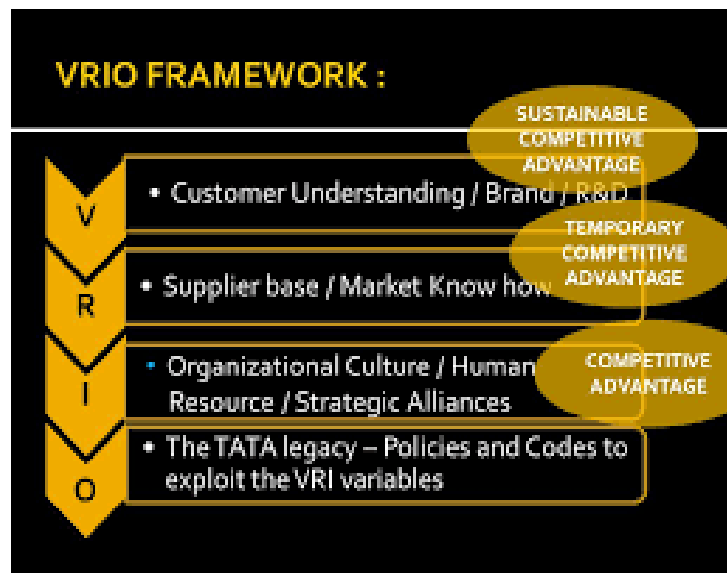 VRIO FRAMEWORK :
SUSTAINABLE
COMPETITIVE
ADVANTAGE
V
• Customer Understanding / Brand / R&D
TEMPORARY
COMPETITIVE
ADVANTAGE
R
• Supplier base / Market Know how
I
• Organizational Culture / Human
Resource / Strategic Alliances
COMPETITIVE
ADVANTAGE
O
• The TATA legacy – Policies and Codes to
exploit the VRI variables